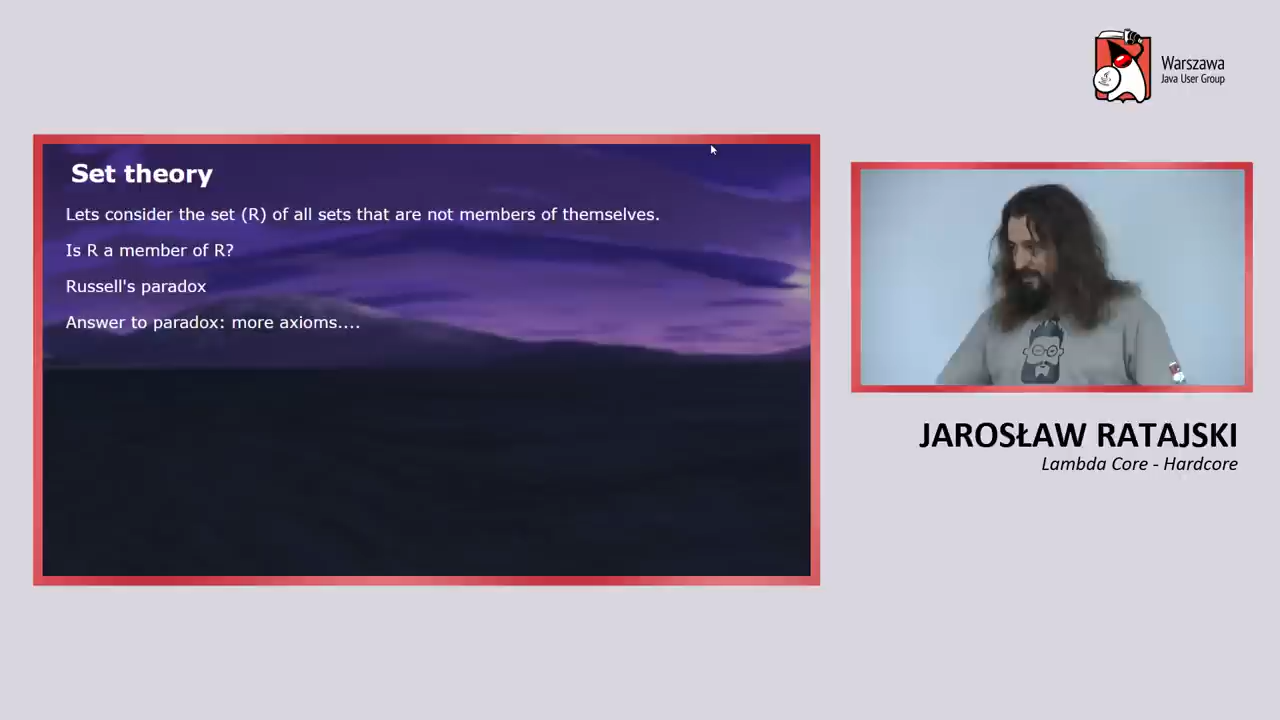 Warszawa
Java User Group
Set theory
Lets consider the set (R) of all sets that are not members of themselves.
Is R a member of R?
Russell's paradox
Answer to paradox: more axioms....
JAROSŁAW RATAJSKI
Lambda Core - Hardcore